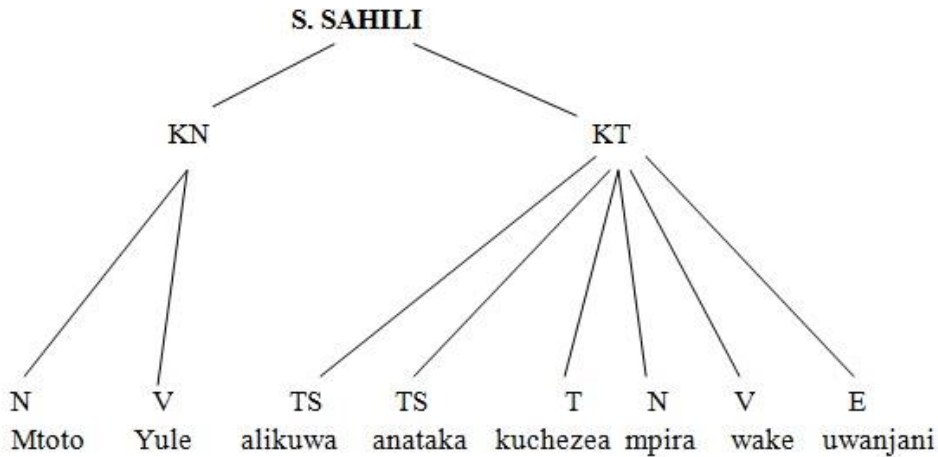 S. SAHILI
KN KT
N V TS TS T N V E
Mtoto Yule alikuwa anataka kuchezea mpira wake uwanjani